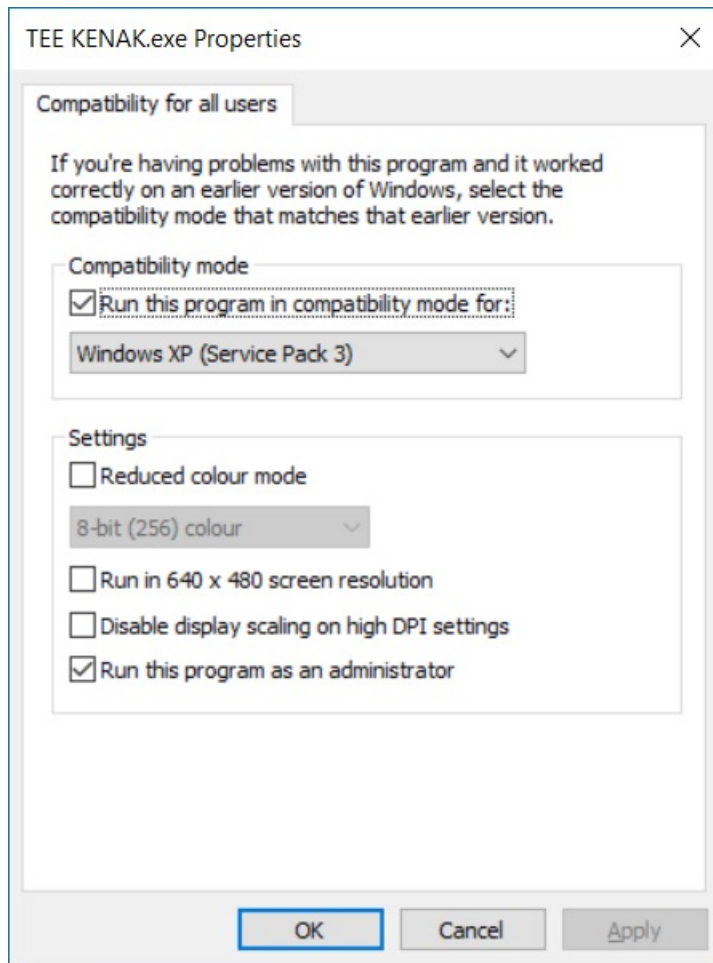 TEE KENAK.exe Properties
Compatibility for all users
If you're having problems with this program and it worked
correctly on an earlier version of Windows, select the
compatibility mode that matches that earlier version.
Compatibility mode
Run this program in compatibility mode for:
Windows XP (Service Pack 3)
Settings
Reduced colour mode
8-bit (256) colour
Run in 640 x 480 screen resolution
Disable display scaling on high DPI settings
Run this program as an administrator
OK Cancel Apply